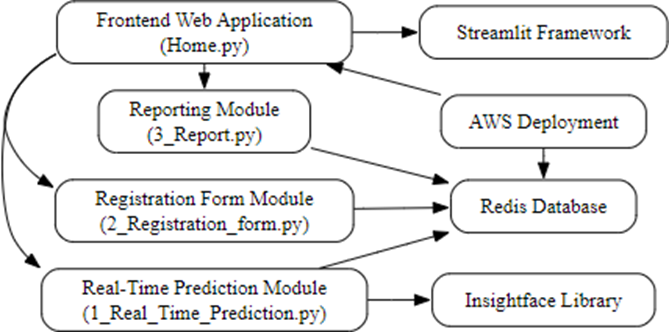 Frontend Web Application
(Home.py)
Streamlit Framework
Reporting Module
(3_Report.py)
AWS Deployment
Registration Form Module
(2_Registration_form.py)
Redis Database
Real-Time Prediction Module
(1_Real_Time_Prediction.py)
Insightface Library